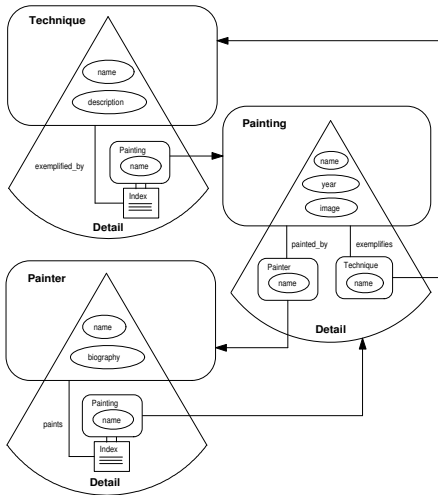 Technique
name
description
exemplified_by
Painting
name
Index
Detail
Painting
name
year
image
painted_by
exemplifies
Painter
name
Technique
name
Detail
Painter
name
biography
paints
Painting
name
Index
Detail